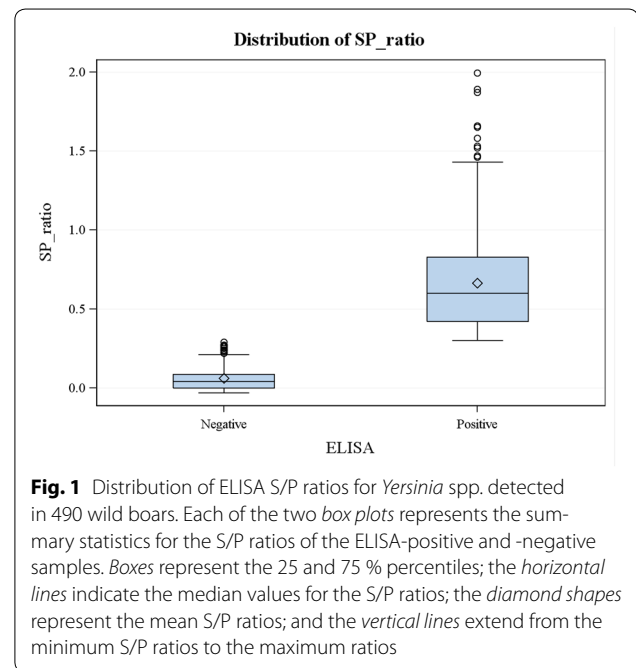 Distribution of SP_ratio
2.0
1.5
1.0
0.5
0.0
SP_ratio
Negative
Positive
ELISA
Fig. 1 Distribution of ELISA S/P ratios for Yersinia spp. detected
in 490 wild boars. Each of the two box plots represents the sum-
mary statistics for the S/P ratios of the ELISA-positive and -negative
samples. Boxes represent the 25 and 75 % percentiles; the horizontal
lines indicate the median values for the S/P ratios; the diamond shapes
represent the mean S/P ratios; and the vertical lines extend from the
minimum S/P ratios to the maximum ratios